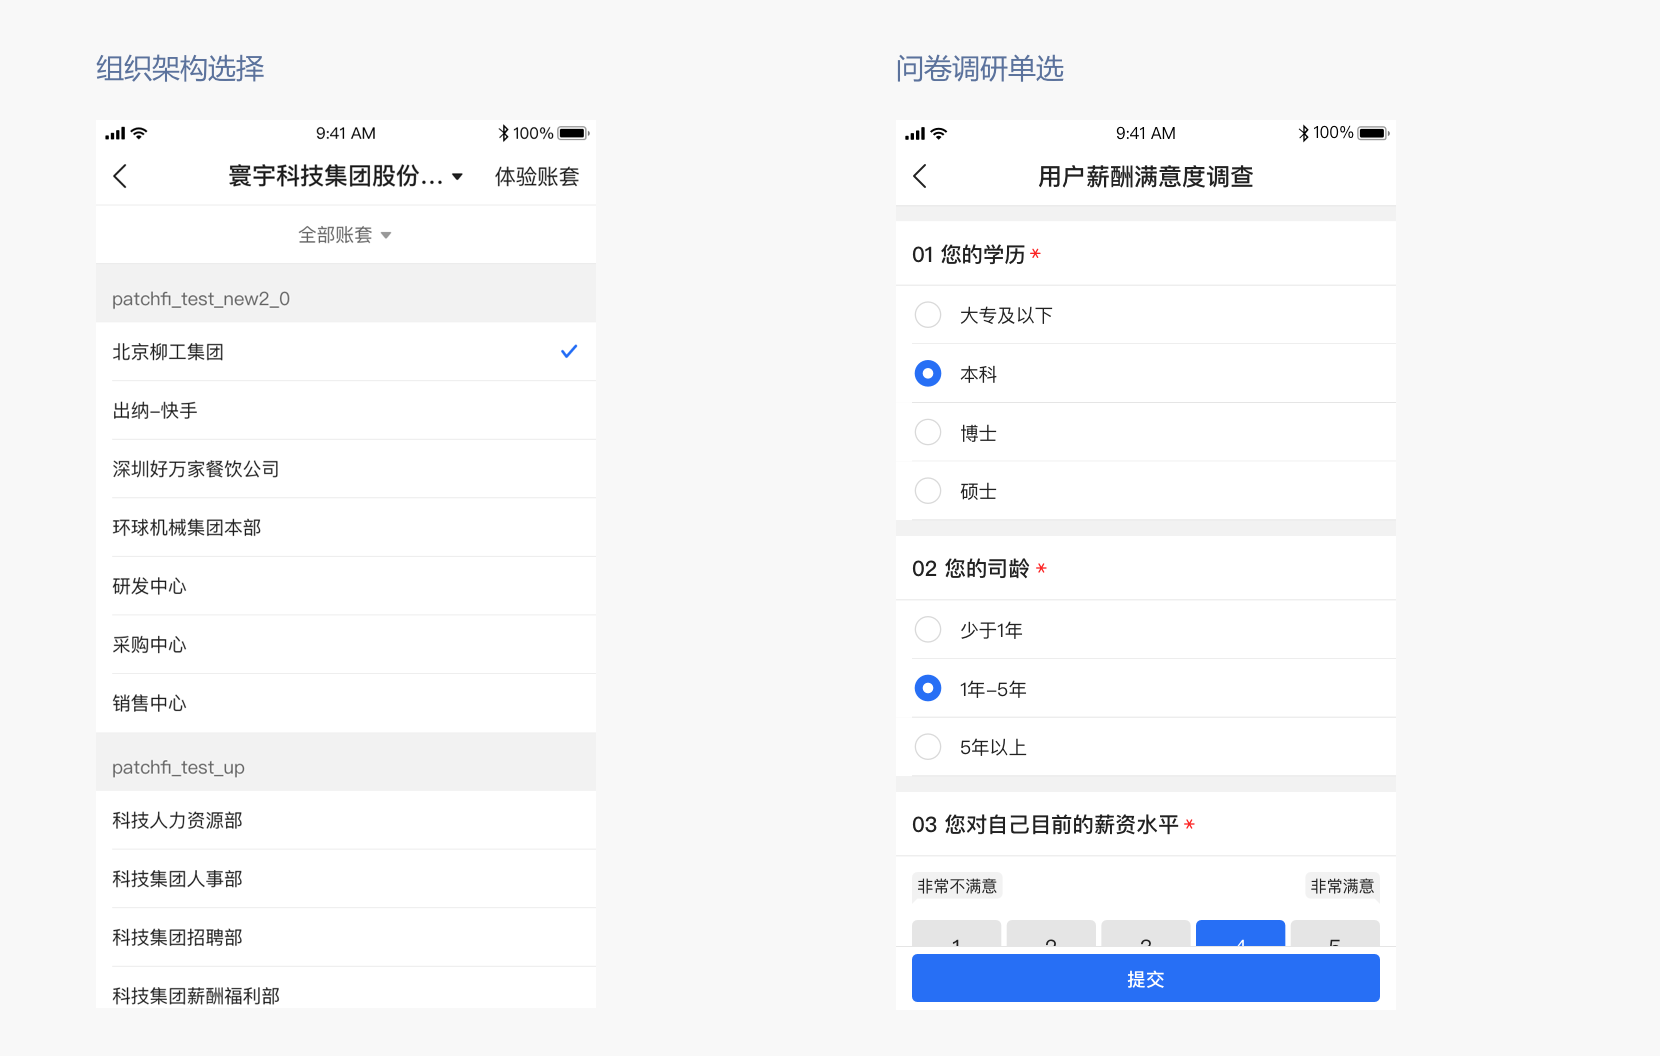 组织架构选择
9:41 AM
100%
寰宇科技集团股份...
体验账套
全部账套
patchfi_test_new2_0
北京柳工集团
出纳–快手
深圳好万家餐饮公司
环球机械集团本部
研发中心
采购中心
销售中心
patchfi_test_up
科技人力资源部
科技集团人事部
科技集团招聘部
科技集团薪酬福利部
问卷调研单选
9:41 AM
100%
用户薪酬满意度调查
01 您的学历 *
大专及以下
本科
博士
硕士
02 您的司龄 *
少于1年
1年–5年
5年以上
03 您对自己目前的薪资水平 *
非常不满意
非常满意
1 2 3 4 5
提交